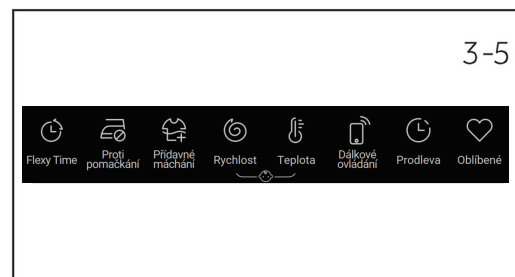 3-5
Flexy Time
Proti
pomačkání
Přídavné
máchání
Rychlost
Teplota
Dálkové
ovládání
Prodleva
Oblíbené